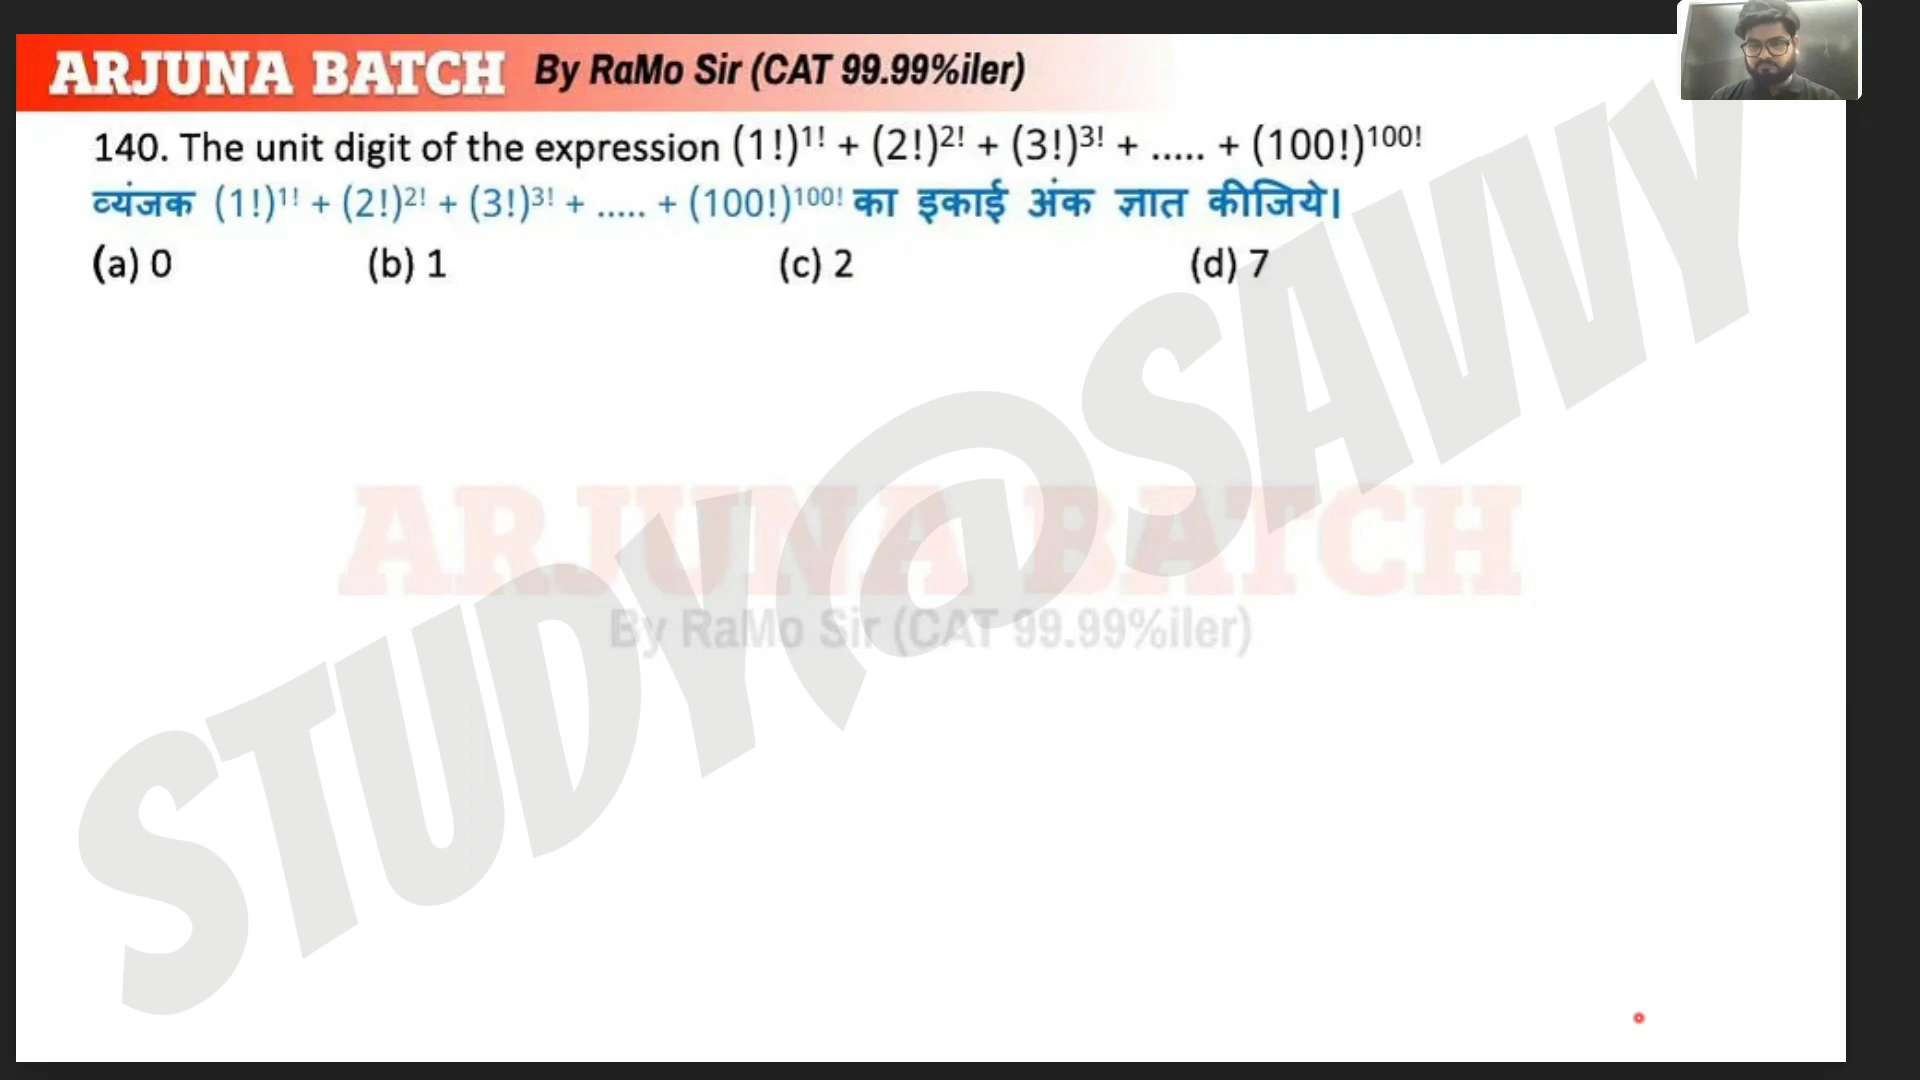 ARJUNA BATCH By RaMo Sir (CAT 99.99%iler)
140. The unit digit of the expression (1!)¹! + (2!)²! + (3!)³! + ..... + (100!)¹⁰⁰!
व्यंजक (1!)¹! + (2!)²! + (3!)³! + ..... + (100!)¹⁰⁰! का इकाई अंक ज्ञात कीजिये।
(a) 0 (b) 1 (c) 2 (d) 7
ARJUNA BATCH
By RaMo Sir (CAT 99.99%iler)
STUDY@SAVVY